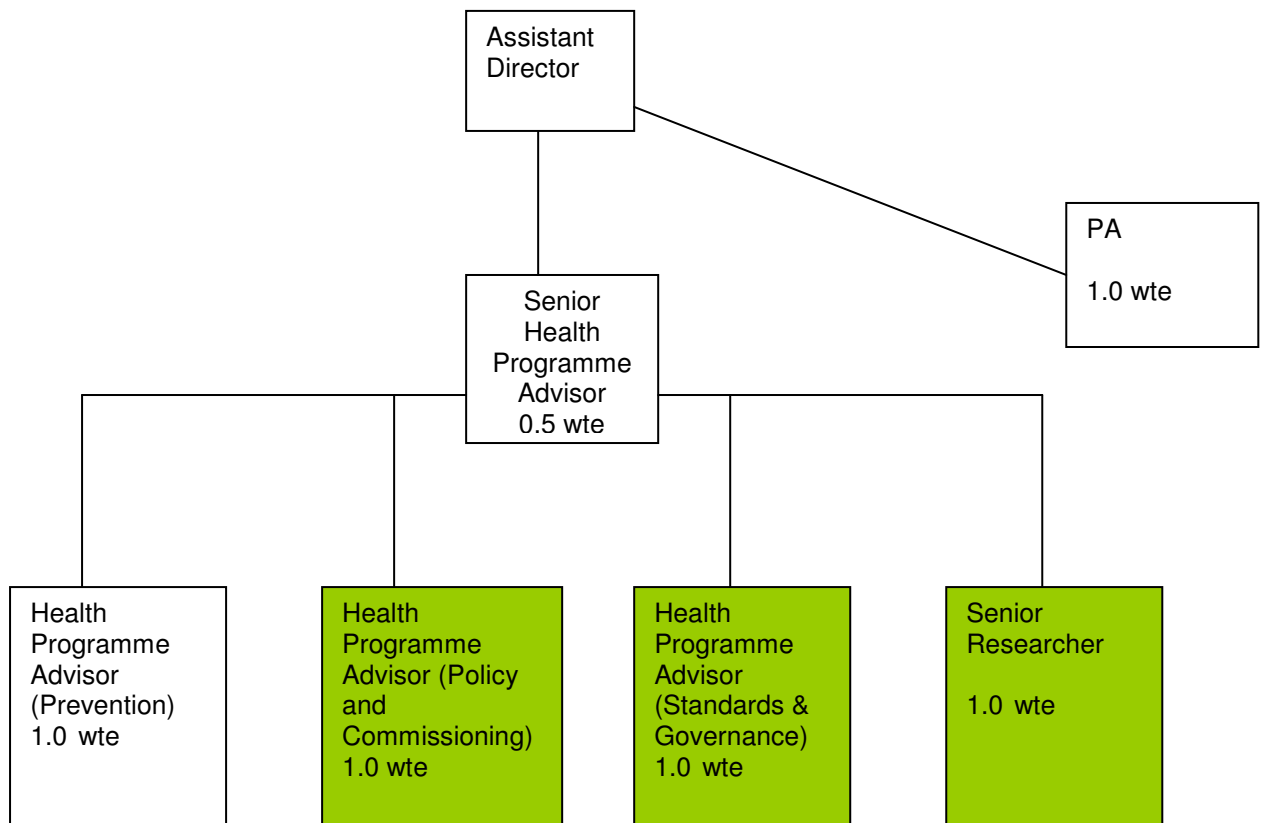 Assistant
Director
PA
1.0 wte
Senior
Health
Programme
Advisor
0.5 wte
Health
Programme
Advisor
(Prevention)
1.0 wte
Health
Programme
Advisor (Policy
and
Commissioning)
1.0 wte
Health
Programme
Advisor
(Standards &
Governance)
1.0 wte
Senior
Researcher
1.0 wte